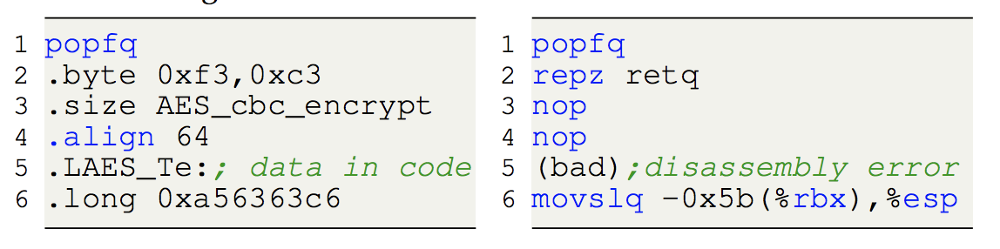 1 popfq
2 .byte 0xf3,0xc3
3 .size AES_cbc_encrypt
4 .align 64
5 .LAES_Te:; data in code
6 .long 0xa56363c6
1 popfq
2 repz retq
3 nop
4 nop
5 (bad);disassembly error
6 movslq -0x5b(%rbx),%esp